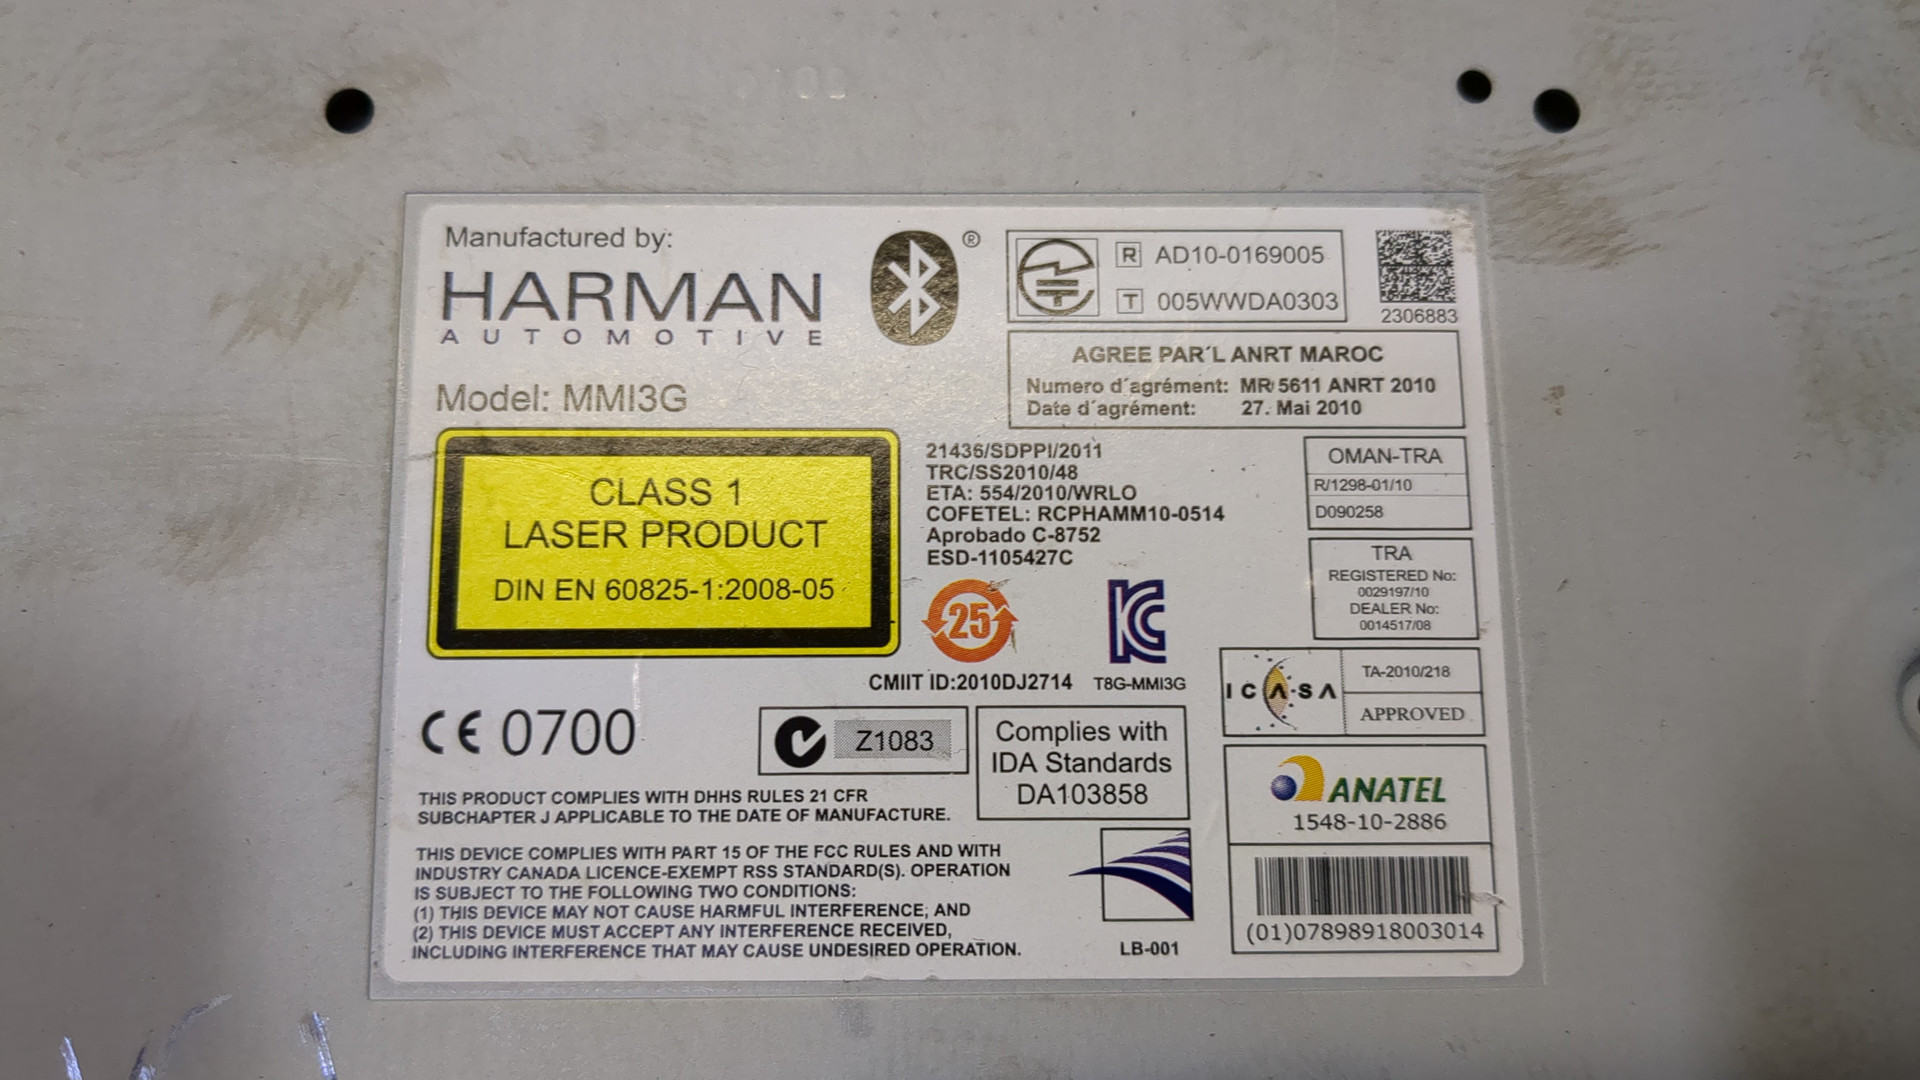 Manufactured by:
HARMAN
AUTOMOTIVE
®
Model: MMI3G
R AD10-0169005
T 005WWDA0303
2306883
AGREE PAR´L ANRT MAROC
Numero d´agrément: MR 5611 ANRT 2010
Date d´agrément: 27. Mai 2010
CLASS 1
LASER PRODUCT
DIN EN 60825-1:2008-05
21436/SDPPI/2011
TRC/SS2010/48
ETA: 554/2010/WRLO
COFETEL: RCPHAMM10-0514
Aprobado C-8752
ESD-1105427C
OMAN-TRA
R/1298-01/10
D090258
TRA
REGISTERED No:
0029197/10
DEALER No:
0014517/08
25
KC
CMIIT ID:2010DJ2714
T8G-MMI3G
ICASA
TA-2010/218
APPROVED
CE 0700
Z1083
Complies with
IDA Standards
DA103858
ANATEL
1548-10-2886
(01)07898918003014
THIS PRODUCT COMPLIES WITH DHHS RULES 21 CFR
SUBCHAPTER J APPLICABLE TO THE DATE OF MANUFACTURE.
THIS DEVICE COMPLIES WITH PART 15 OF THE FCC RULES AND WITH
INDUSTRY CANADA LICENCE-EXEMPT RSS STANDARD(S). OPERATION
IS SUBJECT TO THE FOLLOWING TWO CONDITIONS:
(1) THIS DEVICE MAY NOT CAUSE HARMFUL INTERFERENCE, AND
(2) THIS DEVICE MUST ACCEPT ANY INTERFERENCE RECEIVED,
INCLUDING INTERFERENCE THAT MAY CAUSE UNDESIRED OPERATION.
LB-001